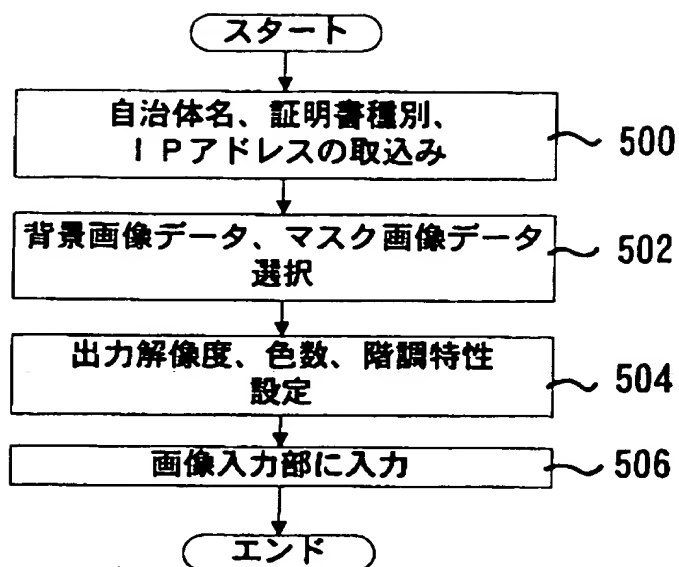 スタート
自治体名、証明書種別、
IPアドレスの取込み
500
背景画像データ、マスク画像データ
選択
502
出力解像度、色数、階調特性
設定
504
画像入力部に入力
506
エンド